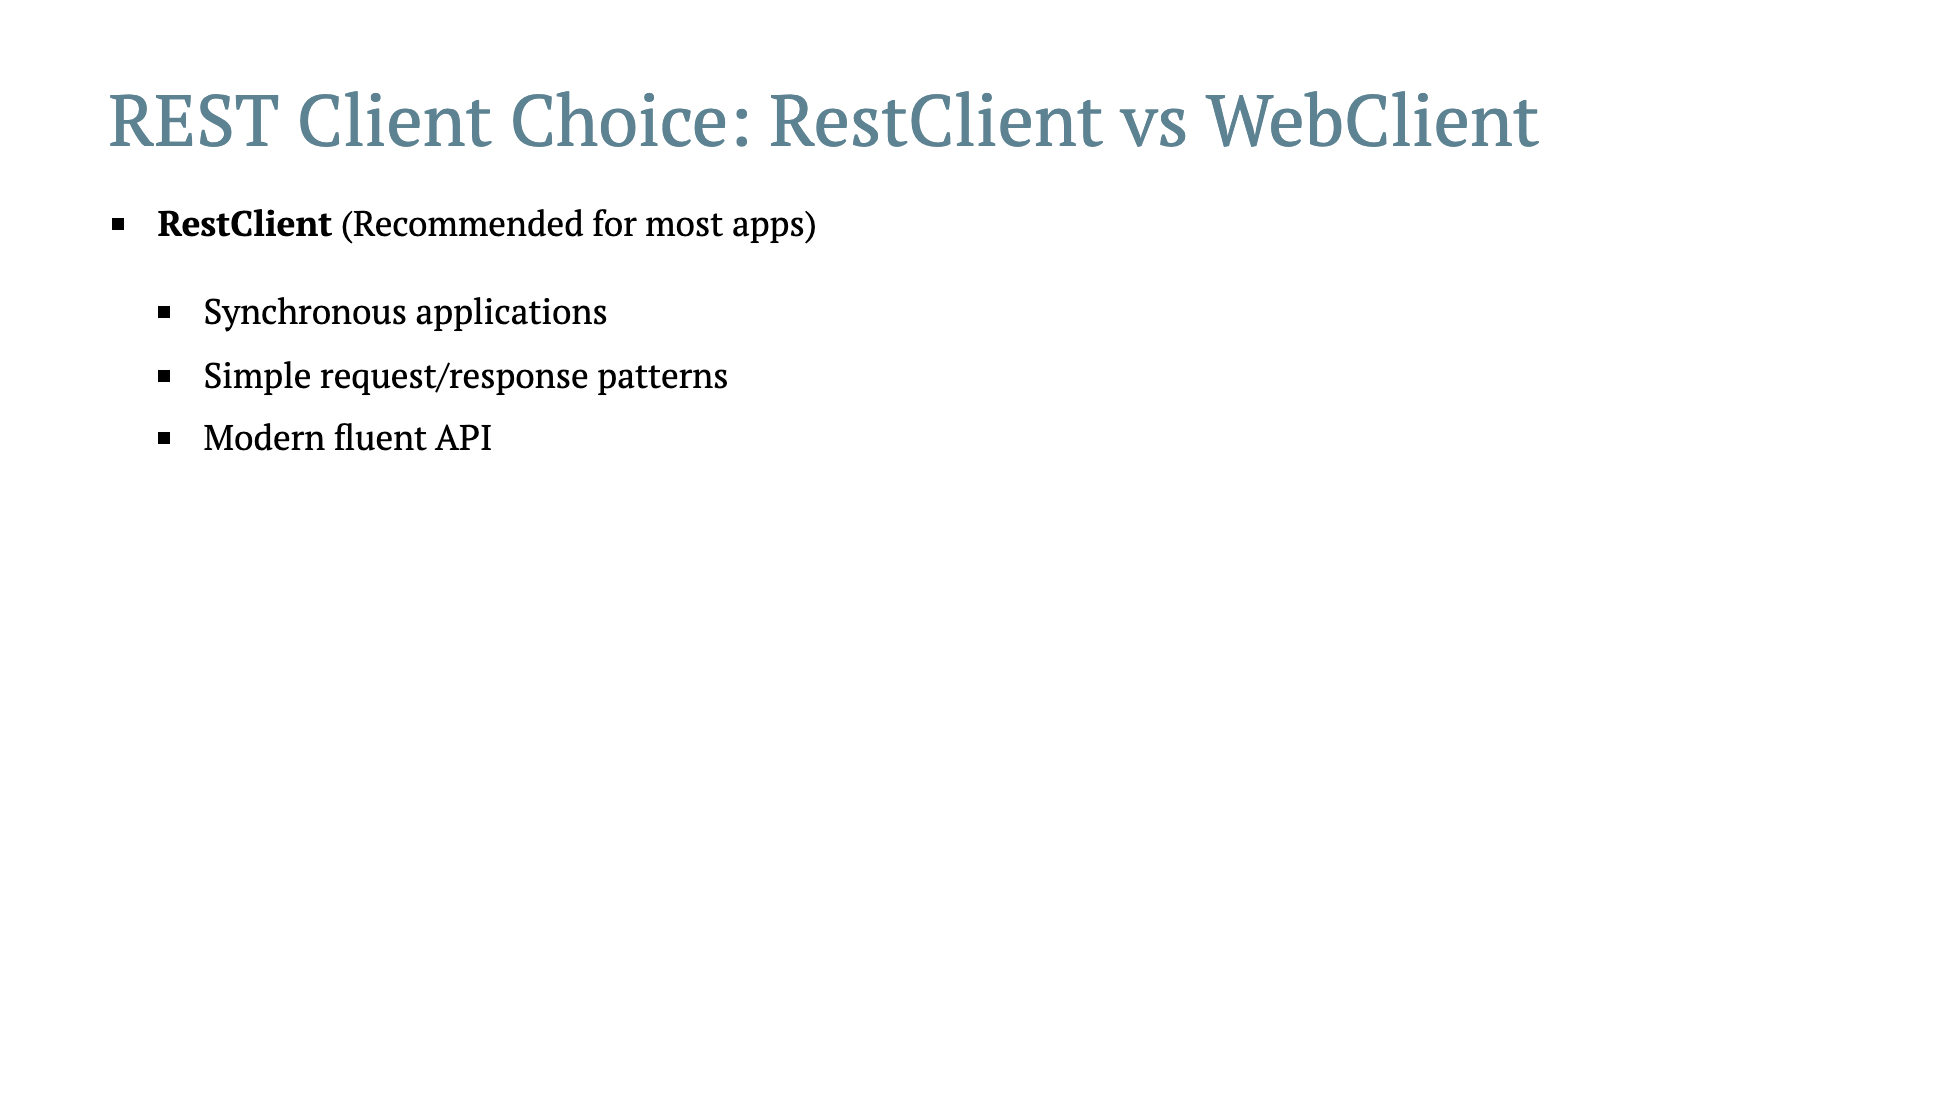 REST Client Choice: RestClient vs WebClient
▪ RestClient (Recommended for most apps)
▪ Synchronous applications
▪ Simple request/response patterns
▪ Modern fluent API